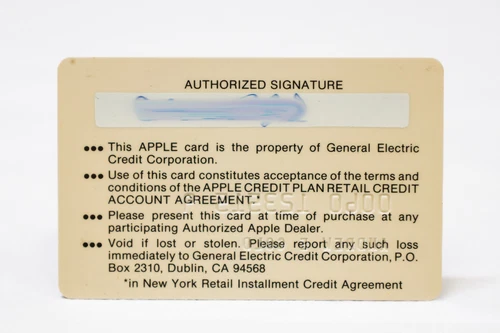 AUTHORIZED SIGNATURE
●●● This APPLE card is the property of General Electric
Credit Corporation.
●●● Use of this card constitutes acceptance of the terms and
conditions of the APPLE CREDIT PLAN RETAIL CREDIT
ACCOUNT AGREEMENT.*
●●● Please present this card at time of purchase at any
participating Authorized Apple Dealer.
●●● Void if lost or stolen. Please report any such loss
immediately to General Electric Credit Corporation, P.O.
Box 2310, Dublin, CA 94568
*in New York Retail Installment Credit Agreement